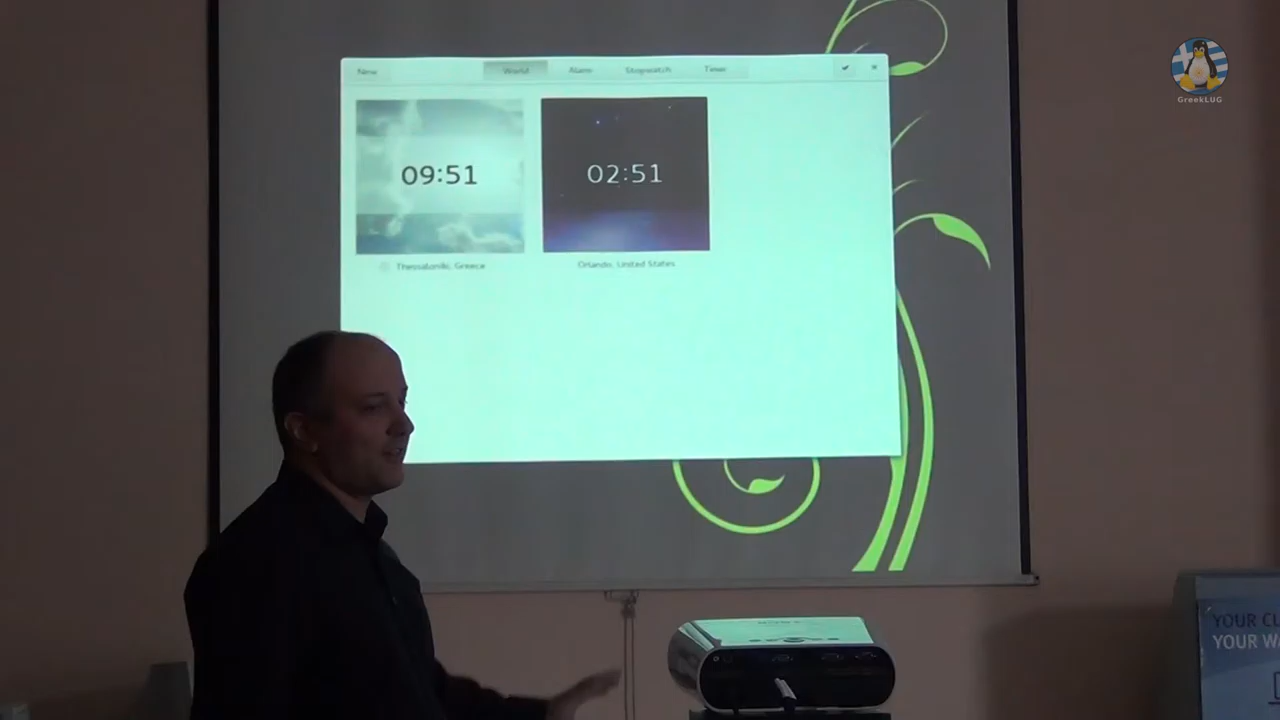 New World Alarm Stopwatch Timer
09:51 02:51
Thessaloniki, Greece Orlando, United States
GreekLUG
YOUR CL
YOUR W